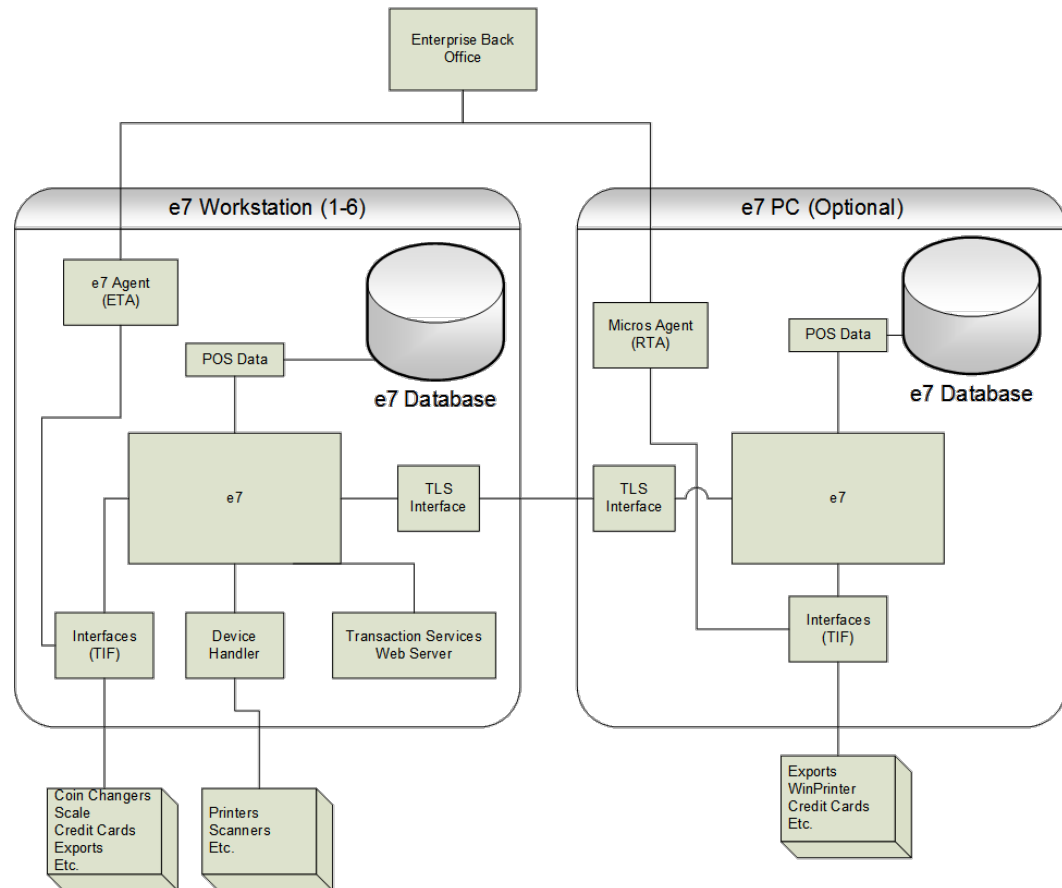 Enterprise Back
Office
e7 Workstation (1-6)
e7 Agent
(ETA)
POS Data
e7 Database
e7
TLS
Interface
Interfaces
(TIF)
Device
Handler
Transaction Services
Web Server
Coin Changers
Scale
Credit Cards
Exports
Etc.
Printers
Scanners
Etc.
e7 PC (Optional)
Micros Agent
(RTA)
POS Data
e7 Database
TLS
Interface
e7
Interfaces
(TIF)
Exports
WinPrinter
Credit Cards
Etc.